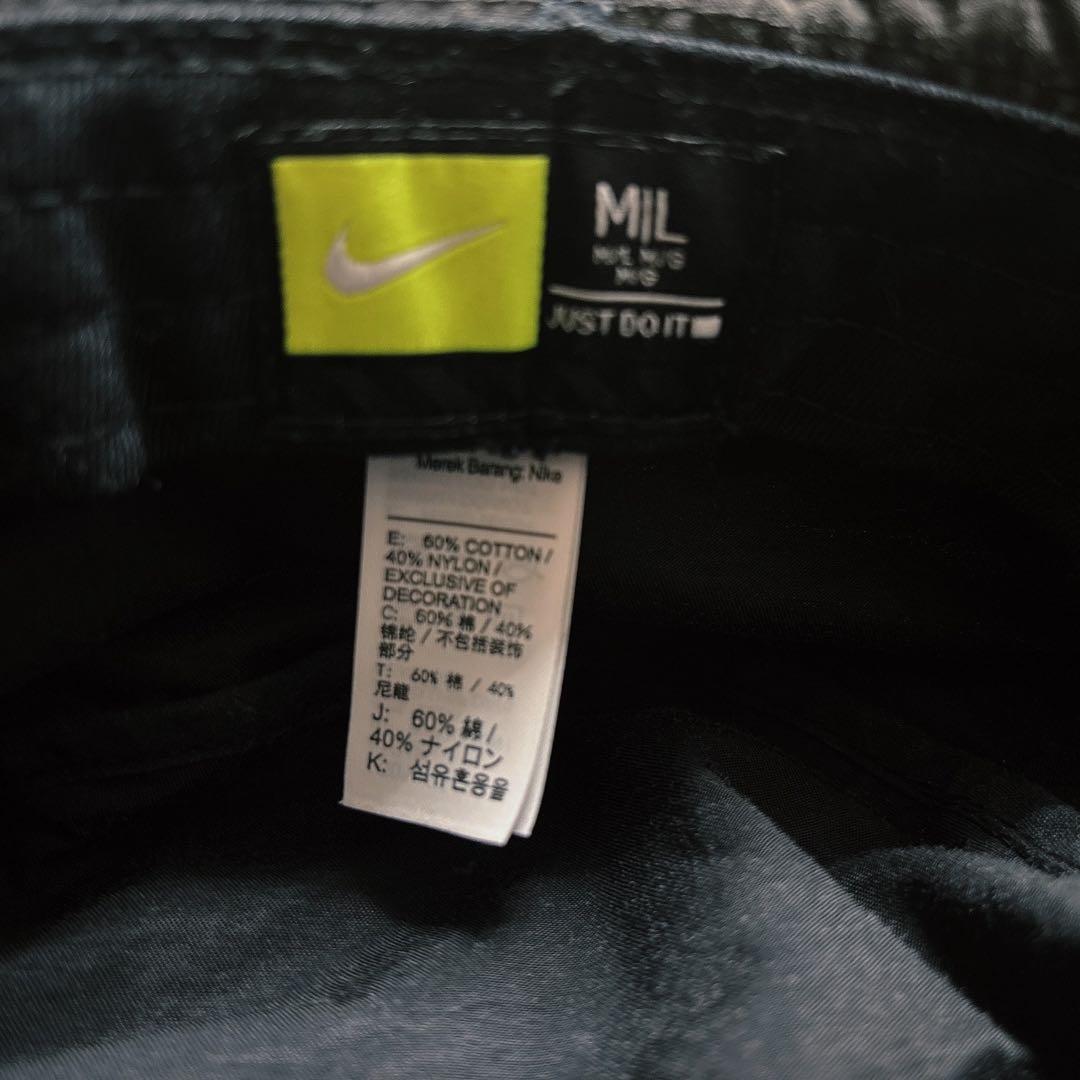 M|L
M/L M/G
M/G
JUST DO IT
Merek Barang: Nike
E: 60% COTTON /
40% NYLON /
EXCLUSIVE OF
DECORATION
C: 60% 棉 / 40%
锦纶 / 不包括装饰
部分
T: 60% 棉 / 40%
尼龍
J: 60% 綿 /
40% ナイロン
K: 섬유혼용율